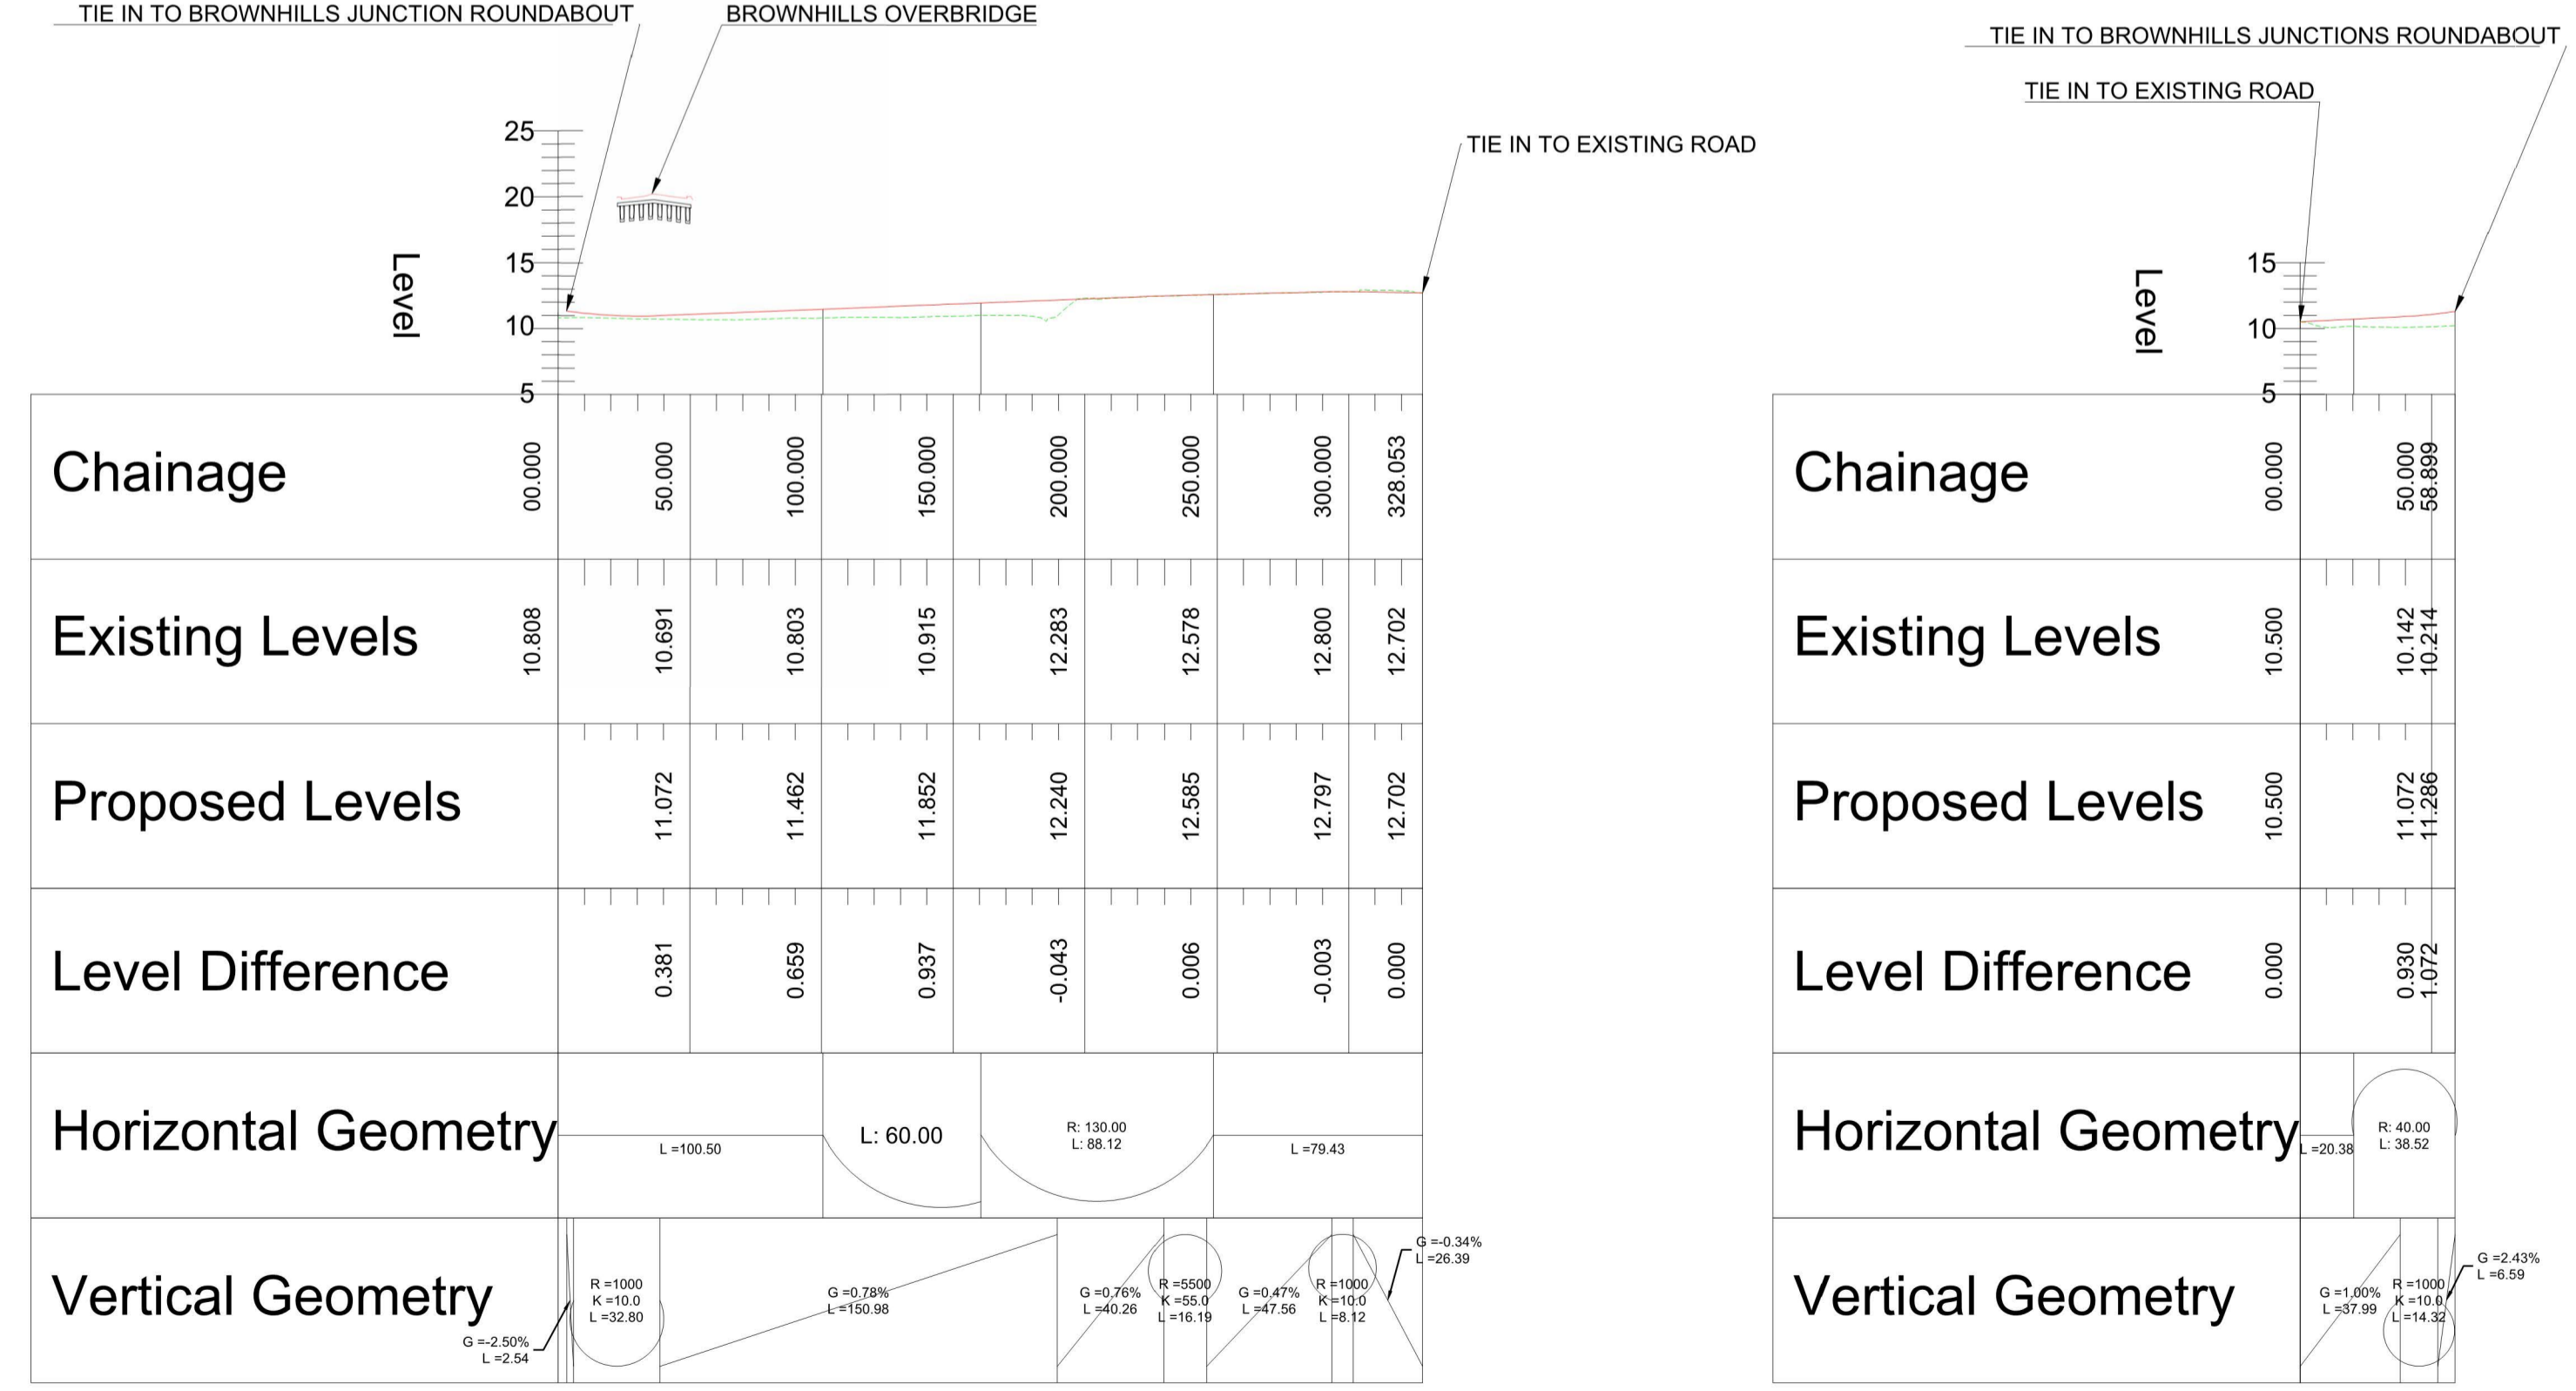 TIE IN TO BROWNHILLS JUNCTION ROUNDABOUT
BROWNHILLS OVERBRIDGE
TIE IN TO EXISTING ROAD
Level
25
20
15
10
5
Chainage
00.000 50.000 100.000 150.000 200.000 250.000 300.000 328.053
Existing Levels
10.808 10.691 10.803 10.915 12.283 12.578 12.800 12.702
Proposed Levels
11.072 11.462 11.852 12.240 12.585 12.797 12.702
Level Difference
0.381 0.659 0.937 -0.043 0.006 -0.003 0.000
Horizontal Geometry
L =100.50
L: 60.00
R: 130.00
L: 88.12
L =79.43
Vertical Geometry
G =-2.50%
L =2.54
R =1000
K =10.0
L =32.80
G =0.78%
L =150.98
G =0.76%
L =40.26
R =5500
K =55.0
L =16.19
G =0.47%
L =47.56
R =1000
K =10.0
L =8.12
G =-0.34%
L =26.39
TIE IN TO BROWNHILLS JUNCTIONS ROUNDABOUT
TIE IN TO EXISTING ROAD
Level
15
10
5
Chainage
00.000 50.000 58.899
Existing Levels
10.500 10.142 10.214
Proposed Levels
10.500 11.072 11.286
Level Difference
0.000 0.930 1.072
Horizontal Geometry
L =20.38
R: 40.00
L: 38.52
Vertical Geometry
G =1.00%
L =37.99
R =1000
K =10.0
L =14.32
G =2.43%
L =6.59